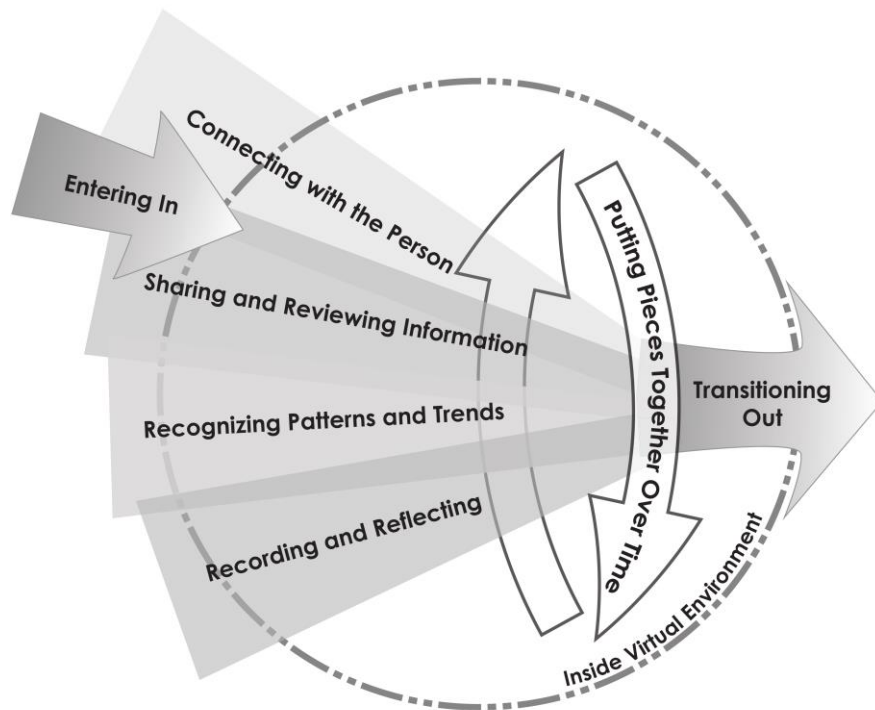 Entering In
Connecting with the Person
Sharing and Reviewing Information
Recognizing Patterns and Trends
Recording and Reflecting
Putting Pieces Together Over Time
Transitioning
Out
Inside Virtual Environment